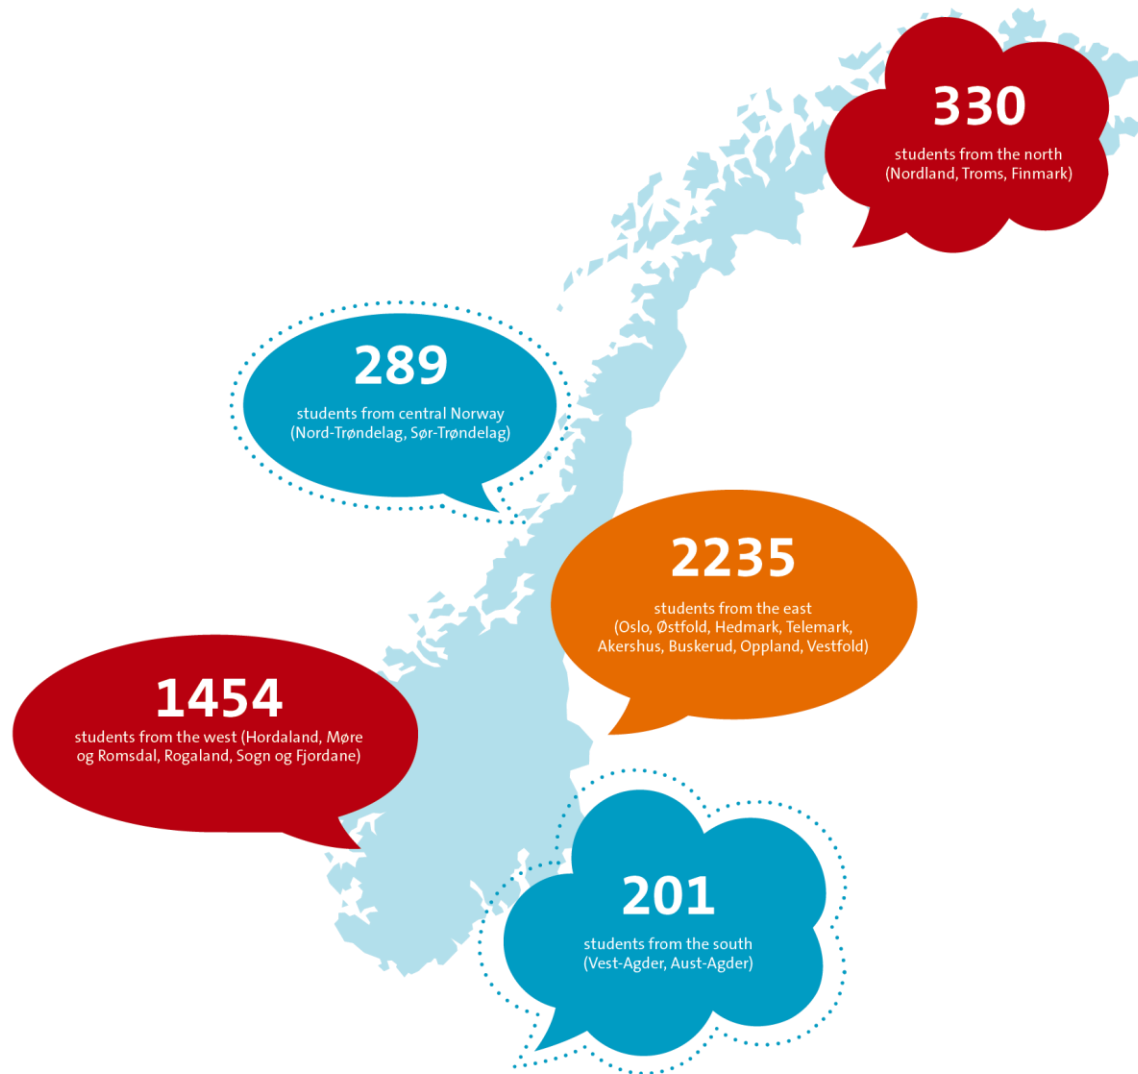 330
students from the north
(Nordland, Troms, Finmark)
289
students from central Norway
(Nord-Trøndelag, Sør-Trøndelag)
2235
students from the east
(Oslo, Østfold, Hedmark, Telemark,
Akershus, Buskerud, Oppland, Vestfold)
1454
students from the west (Hordaland, Møre
og Romsdal, Rogaland, Sogn og Fjordane)
201
students from the south
(Vest-Agder, Aust-Agder)